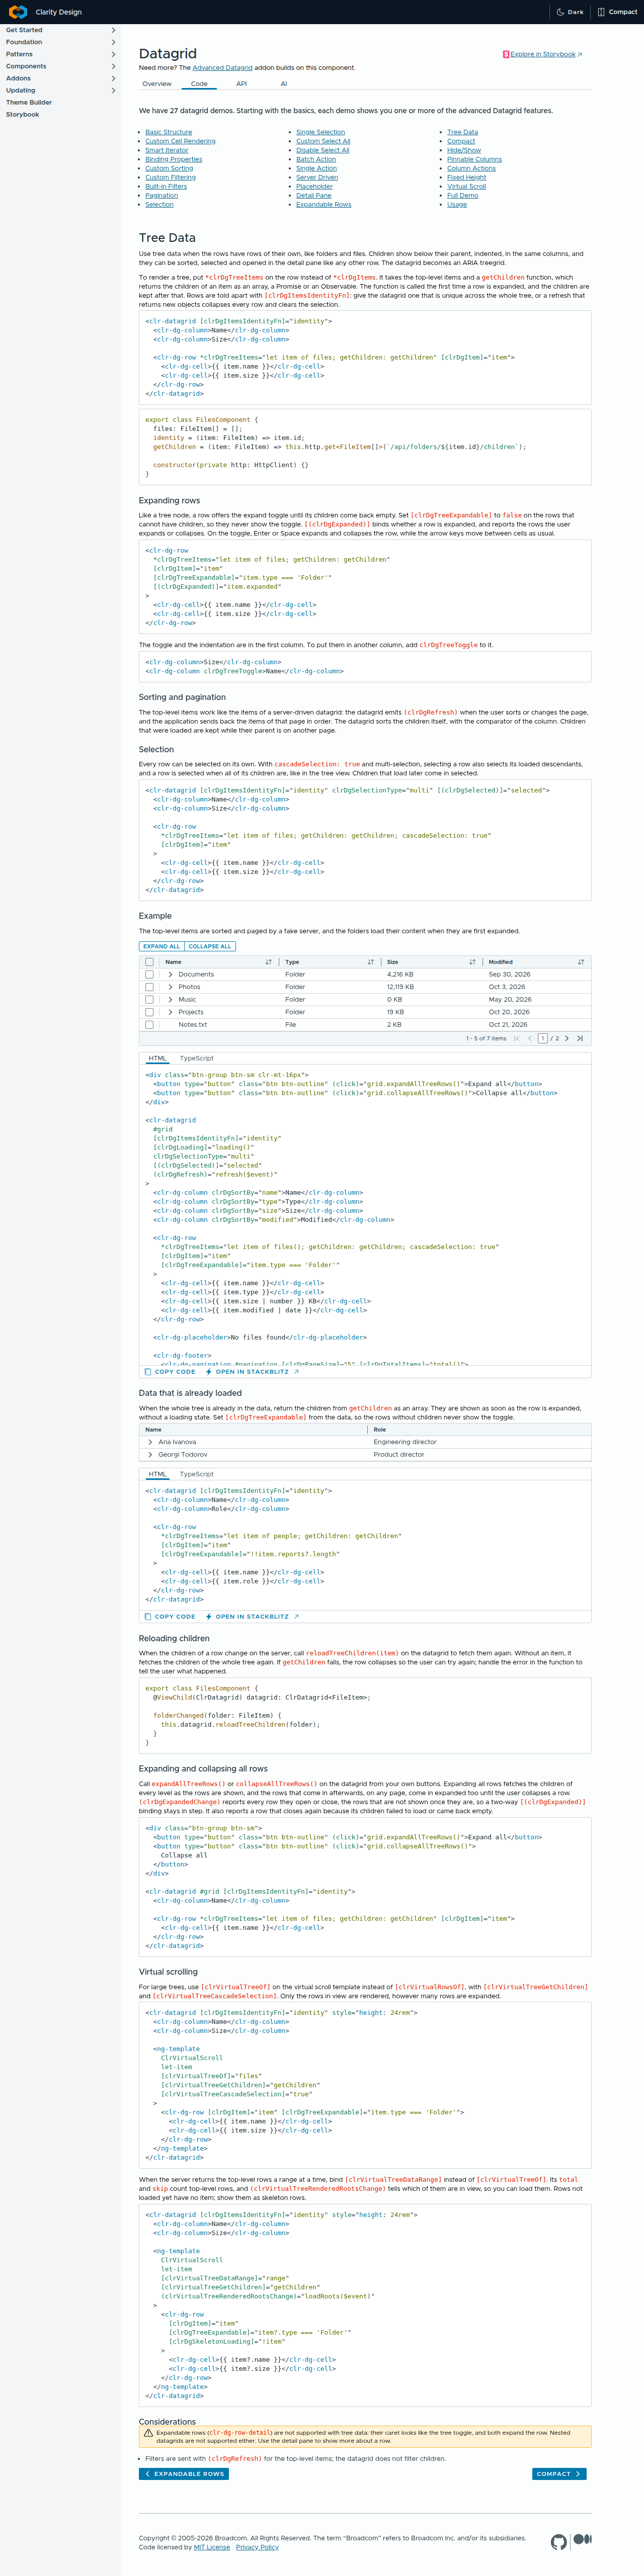 Clarity Design
Dark
Compact
Get Started
Foundation
Patterns
Components
Addons
Updating
Theme Builder
Storybook
Datagrid
Explore in Storybook
Need more? The Advanced Datagrid addon builds on this component.
Overview
Code
API
AI
We have 27 datagrid demos. Starting with the basics, each demo shows you one or more of the advanced Datagrid features.
Basic Structure
Custom Cell Rendering
Smart Iterator
Binding Properties
Custom Sorting
Custom Filtering
Built-in Filters
Pagination
Selection
Single Selection
Custom Select All
Disable Select All
Batch Action
Single Action
Server Driven
Placeholder
Detail Pane
Expandable Rows
Tree Data
Compact
Hide/Show
Pinnable Columns
Column Actions
Fixed Height
Virtual Scroll
Full Demo
Usage
Tree Data
Use tree data when the rows have rows of their own, like folders and files. Children show below their parent, indented, in the same columns, and
they can be sorted, selected and opened in the detail pane like any other row. The datagrid becomes an ARIA treegrid.
To render a tree, put *clrDgTreeItems on the row instead of *clrDgItems. It takes the top-level items and a getChildren function, which
returns the children of an item as an array, a Promise or an Observable. The function is called the first time a row is expanded, and the children are
kept after that. Rows are told apart with [clrDgItemsIdentityFn]: give the datagrid one that is unique across the whole tree, or a refresh that
returns new objects collapses every row and clears the selection.
<clr-datagrid [clrDgItemsIdentityFn]="identity">
<clr-dg-column>Name</clr-dg-column>
<clr-dg-column>Size</clr-dg-column>
<clr-dg-row *clrDgTreeItems="let item of files; getChildren: getChildren" [clrDgItem]="item">
<clr-dg-cell>{{ item.name }}</clr-dg-cell>
<clr-dg-cell>{{ item.size }}</clr-dg-cell>
</clr-dg-row>
</clr-datagrid>
export class FilesComponent {
files: FileItem[] = [];
identity = (item: FileItem) => item.id;
getChildren = (item: FileItem) => this.http.get<FileItem[]>(`/api/folders/${item.id}/children`);
constructor(private http: HttpClient) {}
}
Expanding rows
Like a tree node, a row offers the expand toggle until its children come back empty. Set [clrDgTreeExpandable] to false on the rows that
cannot have children, so they never show the toggle. [(clrDgExpanded)] binds whether a row is expanded, and reports the rows the user
expands or collapses. On the toggle, Enter or Space expands and collapses the row, while the arrow keys move between cells as usual.
<clr-dg-row
*clrDgTreeItems="let item of files; getChildren: getChildren"
[clrDgItem]="item"
[clrDgTreeExpandable]="item.type === 'Folder'"
[(clrDgExpanded)]="item.expanded"
>
<clr-dg-cell>{{ item.name }}</clr-dg-cell>
<clr-dg-cell>{{ item.size }}</clr-dg-cell>
</clr-dg-row>
The toggle and the indentation are in the first column. To put them in another column, add clrDgTreeToggle to it.
<clr-dg-column>Size</clr-dg-column>
<clr-dg-column clrDgTreeToggle>Name</clr-dg-column>
Sorting and pagination
The top-level items work like the items of a server-driven datagrid: the datagrid emits (clrDgRefresh) when the user sorts or changes the page,
and the application sends back the items of that page in order. The datagrid sorts the children itself, with the comparator of the column. Children
that were loaded are kept while their parent is on another page.
Selection
Every row can be selected on its own. With cascadeSelection: true and multi-selection, selecting a row also selects its loaded descendants,
and a row is selected when all of its children are, like in the tree view. Children that load later come in selected.
<clr-datagrid [clrDgItemsIdentityFn]="identity" clrDgSelectionType="multi" [(clrDgSelected)]="selected">
<clr-dg-column>Name</clr-dg-column>
<clr-dg-column>Size</clr-dg-column>
<clr-dg-row
*clrDgTreeItems="let item of files; getChildren: getChildren; cascadeSelection: true"
[clrDgItem]="item"
>
<clr-dg-cell>{{ item.name }}</clr-dg-cell>
<clr-dg-cell>{{ item.size }}</clr-dg-cell>
</clr-dg-row>
</clr-datagrid>
Example
The top-level items are sorted and paged by a fake server, and the folders load their content when they are first expanded.
EXPAND ALL COLLAPSE ALL
Name Type Size Modified
Documents Folder 4,216 KB Sep 30, 2026
Photos Folder 12,119 KB Oct 3, 2026
Music Folder 0 KB May 20, 2026
Projects Folder 19 KB Oct 20, 2026
Notes.txt File 2 KB Oct 21, 2026
1 - 5 of 7 items 1 / 2
HTML TypeScript
<div class="btn-group btn-sm clr-mt-16px">
<button type="button" class="btn btn-outline" (click)="grid.expandAllTreeRows()">Expand all</button>
<button type="button" class="btn btn-outline" (click)="grid.collapseAllTreeRows()">Collapse all</button>
</div>
<clr-datagrid
#grid
[clrDgItemsIdentityFn]="identity"
[clrDgLoading]="loading()"
clrDgSelectionType="multi"
[(clrDgSelected)]="selected"
(clrDgRefresh)="refresh($event)"
>
<clr-dg-column clrDgSortBy="name">Name</clr-dg-column>
<clr-dg-column clrDgSortBy="type">Type</clr-dg-column>
<clr-dg-column clrDgSortBy="size">Size</clr-dg-column>
<clr-dg-column clrDgSortBy="modified">Modified</clr-dg-column>
<clr-dg-row
*clrDgTreeItems="let item of files(); getChildren: getChildren; cascadeSelection: true"
[clrDgItem]="item"
[clrDgTreeExpandable]="item.type === 'Folder'"
>
<clr-dg-cell>{{ item.name }}</clr-dg-cell>
<clr-dg-cell>{{ item.type }}</clr-dg-cell>
<clr-dg-cell>{{ item.size | number }} KB</clr-dg-cell>
<clr-dg-cell>{{ item.modified | date }}</clr-dg-cell>
</clr-dg-row>
<clr-dg-placeholder>No files found</clr-dg-placeholder>
<clr-dg-footer>
<clr-dg-pagination #pagination [clrDgPageSize]="5" [clrDgTotalItems]="total()">
COPY CODE OPEN IN STACKBLITZ
Data that is already loaded
When the whole tree is already in the data, return the children from getChildren as an array. They are shown as soon as the row is expanded,
without a loading state. Set [clrDgTreeExpandable] from the data, so the rows without children never show the toggle.
Name Role
Ana Ivanova Engineering director
Georgi Todorov Product director
HTML TypeScript
<clr-datagrid [clrDgItemsIdentityFn]="identity">
<clr-dg-column>Name</clr-dg-column>
<clr-dg-column>Role</clr-dg-column>
<clr-dg-row
*clrDgTreeItems="let item of people; getChildren: getChildren"
[clrDgItem]="item"
[clrDgTreeExpandable]="!!item.reports?.length"
>
<clr-dg-cell>{{ item.name }}</clr-dg-cell>
<clr-dg-cell>{{ item.role }}</clr-dg-cell>
</clr-dg-row>
</clr-datagrid>
COPY CODE OPEN IN STACKBLITZ
Reloading children
When the children of a row change on the server, call reloadTreeChildren(item) on the datagrid to fetch them again. Without an item, it
fetches the children of the whole tree again. If getChildren fails, the row collapses so the user can try again; handle the error in the function to
tell the user what happened.
export class FilesComponent {
@ViewChild(ClrDatagrid) datagrid: ClrDatagrid<FileItem>;
folderChanged(folder: FileItem) {
this.datagrid.reloadTreeChildren(folder);
}
}
Expanding and collapsing all rows
Call expandAllTreeRows() or collapseAllTreeRows() on the datagrid from your own buttons. Expanding all rows fetches the children of
every level as the rows are shown, and the rows that come in afterwards, on any page, come in expanded too until the user collapses a row.
(clrDgExpandedChange) reports every row they open or close, the rows that are not shown once they are, so a two-way [(clrDgExpanded)]
binding stays in step. It also reports a row that closes again because its children failed to load or came back empty.
<div class="btn-group btn-sm">
<button type="button" class="btn btn-outline" (click)="grid.expandAllTreeRows()">Expand all</button>
<button type="button" class="btn btn-outline" (click)="grid.collapseAllTreeRows()">
Collapse all
</button>
</div>
<clr-datagrid #grid [clrDgItemsIdentityFn]="identity">
<clr-dg-column>Name</clr-dg-column>
<clr-dg-row *clrDgTreeItems="let item of files; getChildren: getChildren" [clrDgItem]="item">
<clr-dg-cell>{{ item.name }}</clr-dg-cell>
</clr-dg-row>
</clr-datagrid>
Virtual scrolling
For large trees, use [clrVirtualTreeOf] on the virtual scroll template instead of [clrVirtualRowsOf], with [clrVirtualTreeGetChildren]
and [clrVirtualTreeCascadeSelection]. Only the rows in view are rendered, however many rows are expanded.
<clr-datagrid [clrDgItemsIdentityFn]="identity" style="height: 24rem">
<clr-dg-column>Name</clr-dg-column>
<clr-dg-column>Size</clr-dg-column>
<ng-template
ClrVirtualScroll
let-item
[clrVirtualTreeOf]="files"
[clrVirtualTreeGetChildren]="getChildren"
[clrVirtualTreeCascadeSelection]="true"
>
<clr-dg-row [clrDgItem]="item" [clrDgTreeExpandable]="item.type === 'Folder'">
<clr-dg-cell>{{ item.name }}</clr-dg-cell>
<clr-dg-cell>{{ item.size }}</clr-dg-cell>
</clr-dg-row>
</ng-template>
</clr-datagrid>
When the server returns the top-level rows a range at a time, bind [clrVirtualTreeDataRange] instead of [clrVirtualTreeOf]. Its total
and skip count top-level rows, and (clrVirtualTreeRenderedRootsChange) tells which of them are in view, so you can load them. Rows not
loaded yet have no item; show them as skeleton rows.
<clr-datagrid [clrDgItemsIdentityFn]="identity" style="height: 24rem">
<clr-dg-column>Name</clr-dg-column>
<clr-dg-column>Size</clr-dg-column>
<ng-template
ClrVirtualScroll
let-item
[clrVirtualTreeDataRange]="range"
[clrVirtualTreeGetChildren]="getChildren"
(clrVirtualTreeRenderedRootsChange)="loadRoots($event)"
>
<clr-dg-row
[clrDgItem]="item"
[clrDgTreeExpandable]="item?.type === 'Folder'"
[clrDgSkeletonLoading]="!item"
>
<clr-dg-cell>{{ item?.name }}</clr-dg-cell>
<clr-dg-cell>{{ item?.size }}</clr-dg-cell>
</clr-dg-row>
</ng-template>
</clr-datagrid>
Considerations
Expandable rows (clr-dg-row-detail) are not supported with tree data: their caret looks like the tree toggle, and both expand the row. Nested
datagrids are not supported either. Use the detail pane to show more about a row.
Filters are sent with (clrDgRefresh) for the top-level items; the datagrid does not filter children.
EXPANDABLE ROWS
COMPACT
Copyright © 2005-2026 Broadcom. All Rights Reserved. The term “Broadcom” refers to Broadcom Inc. and/or its subsidiaries.
Code licensed by MIT License Privacy Policy